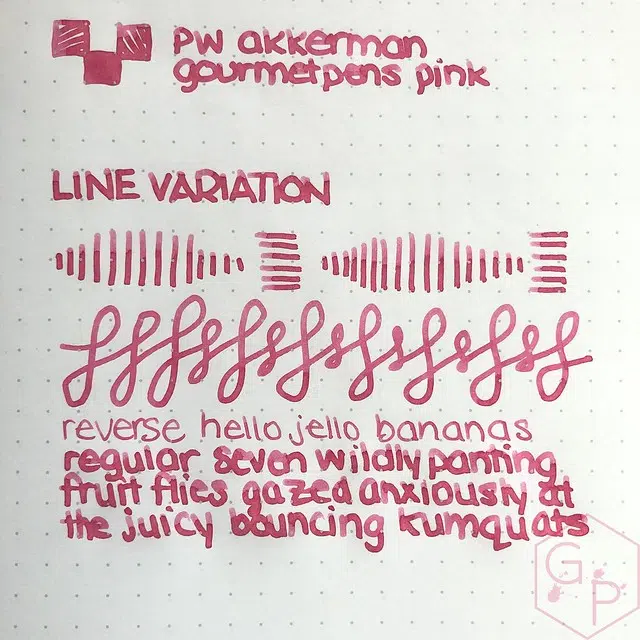 pw akkerman
gourmetpens pink
LINE VARIATION
reverse hello jello bananas
regular seven wildly panting
fruit flies gazed anxiously at
the juicy bouncing kumquats
G
P